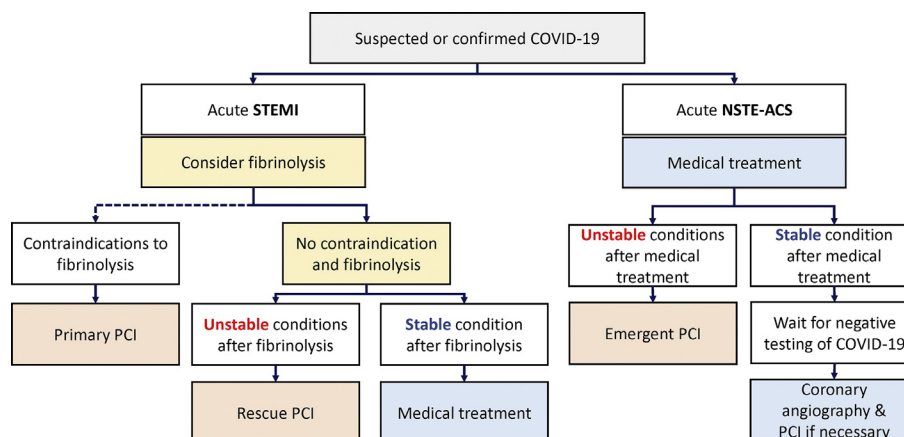 Suspected or confirmed COVID-19
Acute STEMI
Acute NSTE-ACS
Consider fibrinolysis
Medical treatment
Contraindications to
fibrinolysis
No contraindication
and fibrinolysis
Unstable conditions
after medical
treatment
Stable condition
after medical
treatment
Primary PCI
Unstable conditions
after fibrinolysis
Stable condition
after fibrinolysis
Emergent PCI
Wait for negative
testing of COVID-19
Rescue PCI
Medical treatment
Coronary
angiography &
PCI if necessary